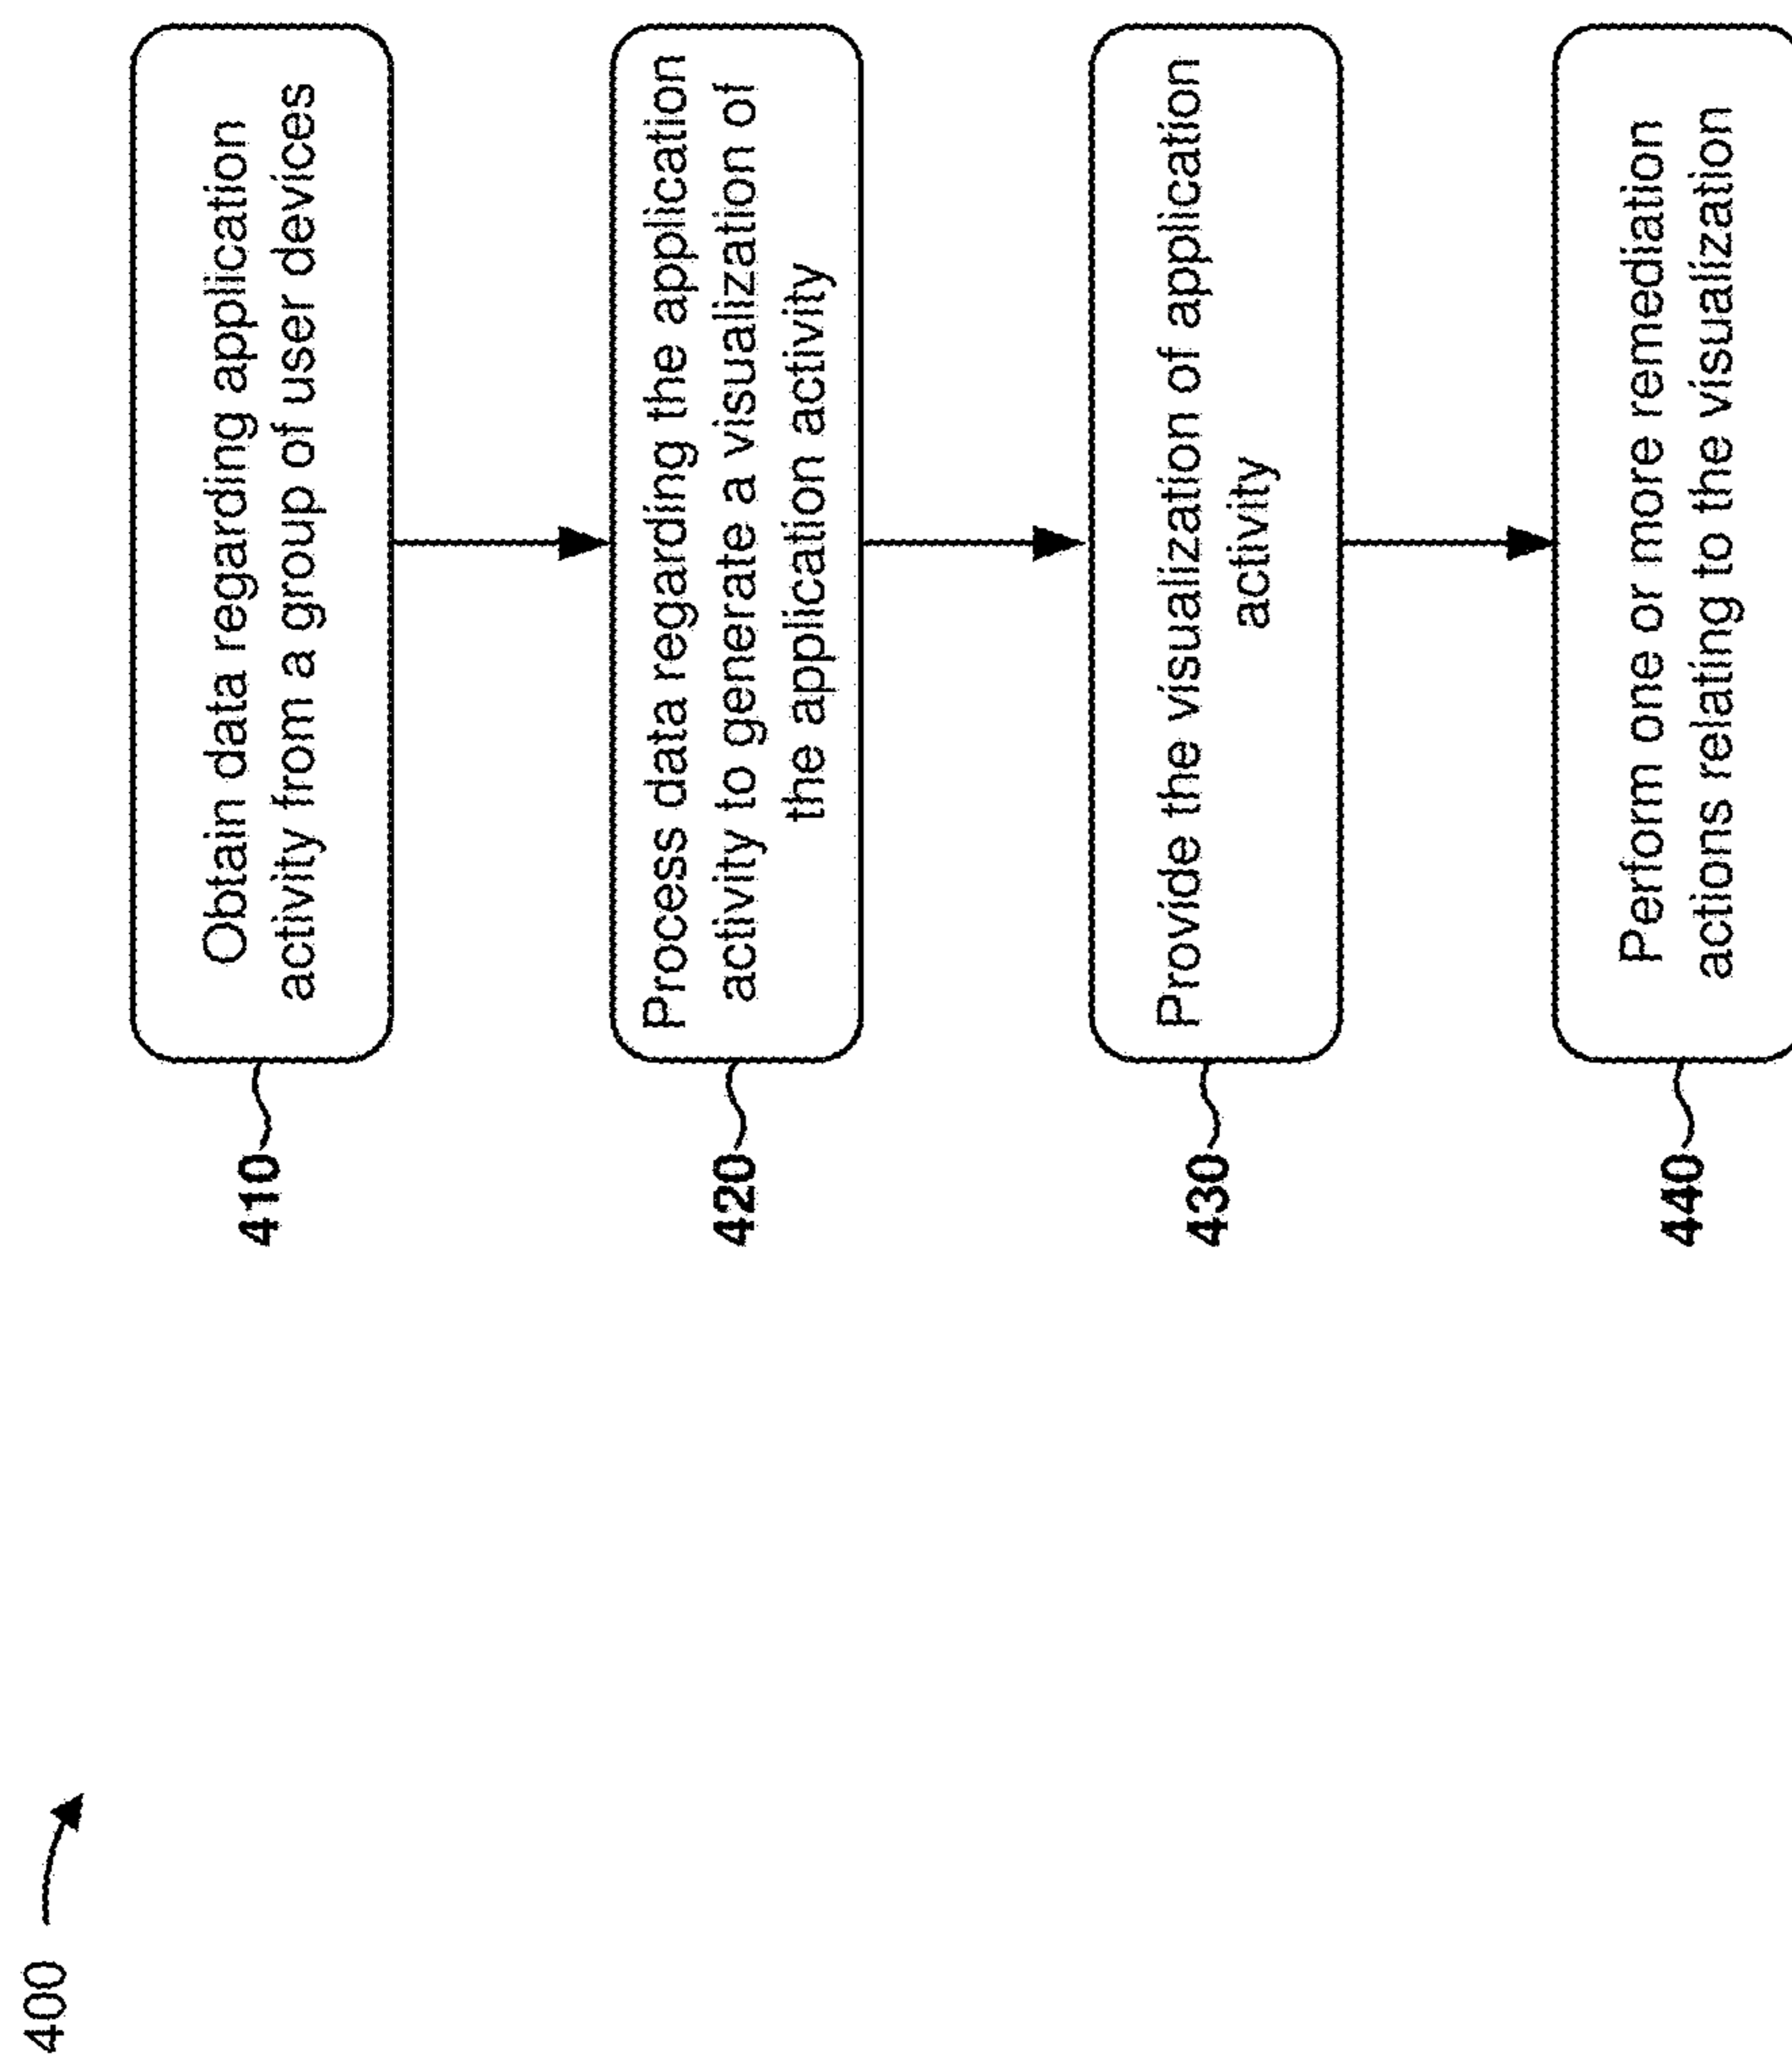 400
410
Obtain data regarding application
activity from a group of user devices
420
Process data regarding the application
activity to generate a visualization of
the application activity
430
Provide the visualization of application
activity
440
Perform one or more remediation
actions relating to the visualization